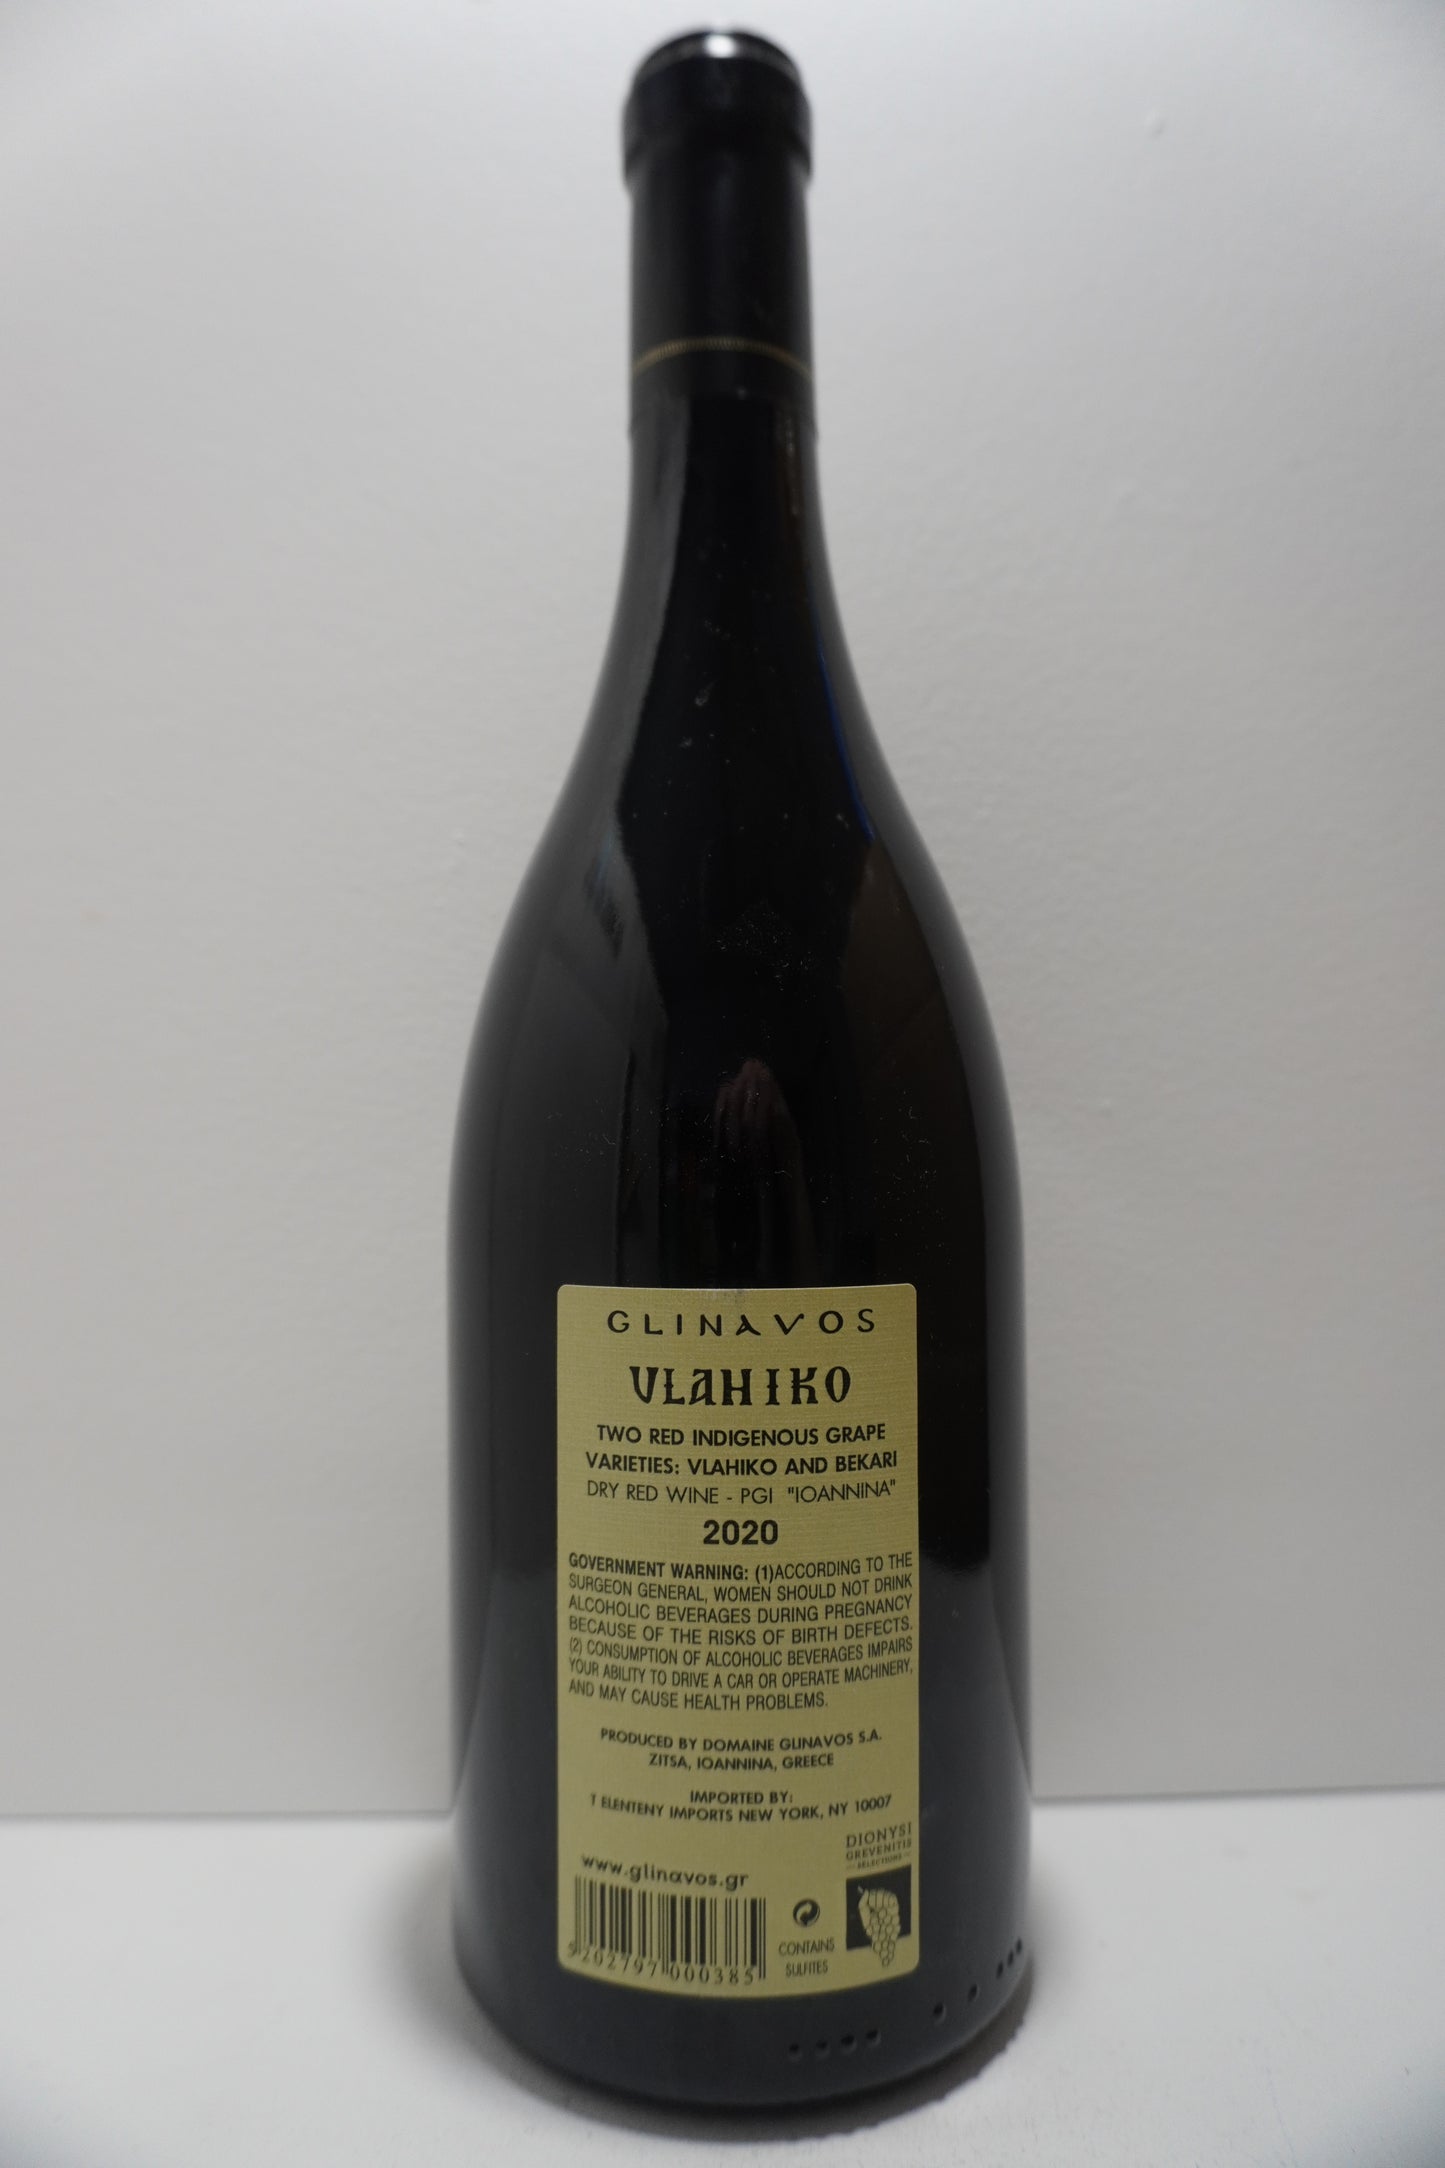 GLINAVOS
VLAHIKO
TWO RED INDIGENOUS GRAPE
VARIETIES: VLAHIKO AND BEKARI
DRY RED WINE - PGI "IOANNINA"
2020
GOVERNMENT WARNING: (1)ACCORDING TO THE
SURGEON GENERAL, WOMEN SHOULD NOT DRINK
ALCOHOLIC BEVERAGES DURING PREGNANCY
BECAUSE OF THE RISKS OF BIRTH DEFECTS.
(2) CONSUMPTION OF ALCOHOLIC BEVERAGES IMPAIRS
YOUR ABILITY TO DRIVE A CAR OR OPERATE MACHINERY,
AND MAY CAUSE HEALTH PROBLEMS.
PRODUCED BY DOMAINE GLINAVOS S.A.
ZITSA, IOANNINA, GREECE
IMPORTED BY:
T ELENTENY IMPORTS NEW YORK, NY 10007
DIONYSI
GREVENITIS
— SELECTIONS —
www.glinavos.gr
CONTAINS
SULFITES
5 202797 000385